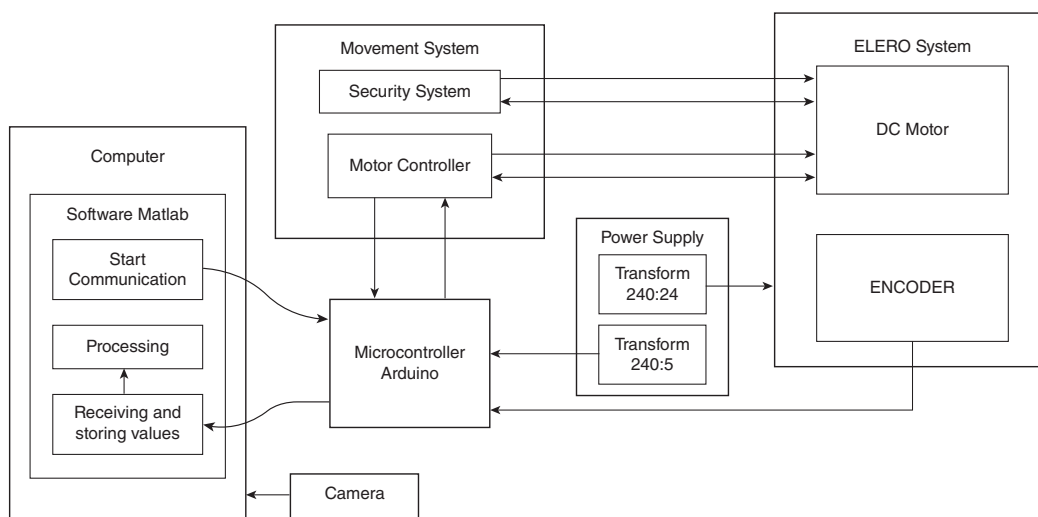 Movement System
Security System
Motor Controller
ELERO System
DC Motor
ENCODER
Computer
Software Matlab
Start
Communication
Processing
Receiving and
storing values
Microcontroller
Arduino
Power Supply
Transform
240:24
Transform
240:5
Camera